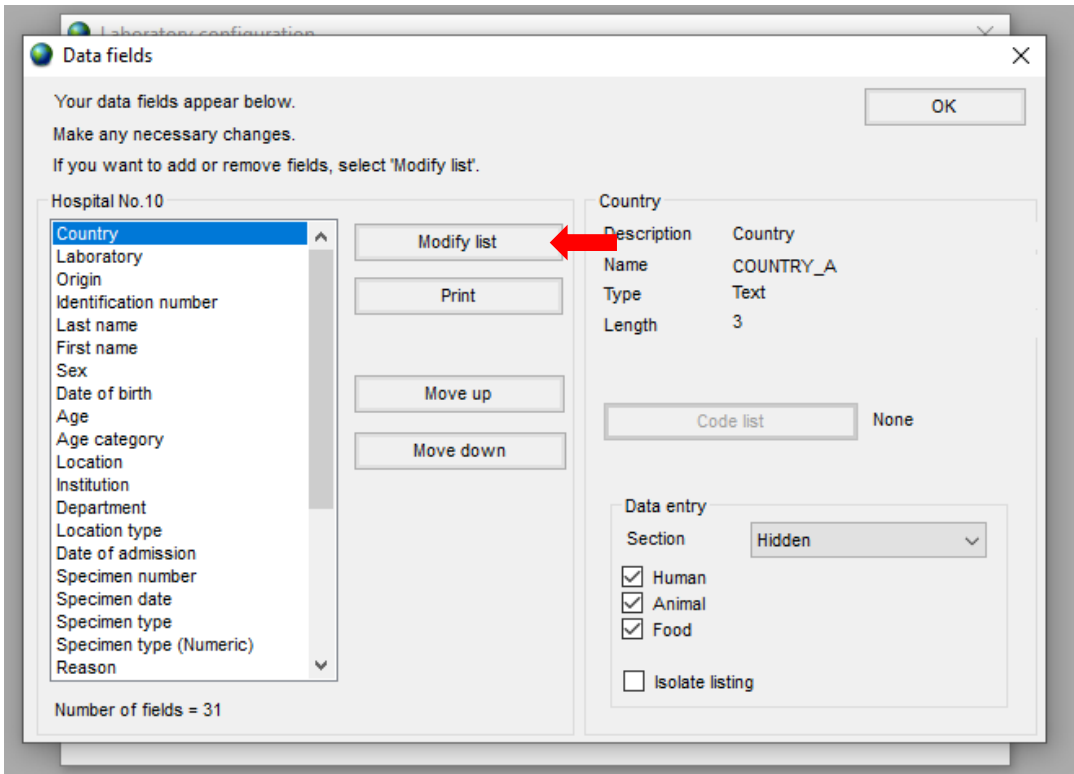 Laboratory configuration
Data fields
Your data fields appear below.
OK
Make any necessary changes.
If you want to add or remove fields, select 'Modify list'.
Hospital No.10
Country
Laboratory
Origin
Identification number
Last name
First name
Sex
Date of birth
Age
Age category
Location
Institution
Department
Location type
Date of admission
Specimen number
Specimen date
Specimen type
Specimen type (Numeric)
Reason
Number of fields = 31
Modify list
Print
Move up
Move down
Country
Description Country
Name COUNTRY_A
Type Text
Length 3
Code list None
Data entry
Section Hidden
Human
Animal
Food
Isolate listing